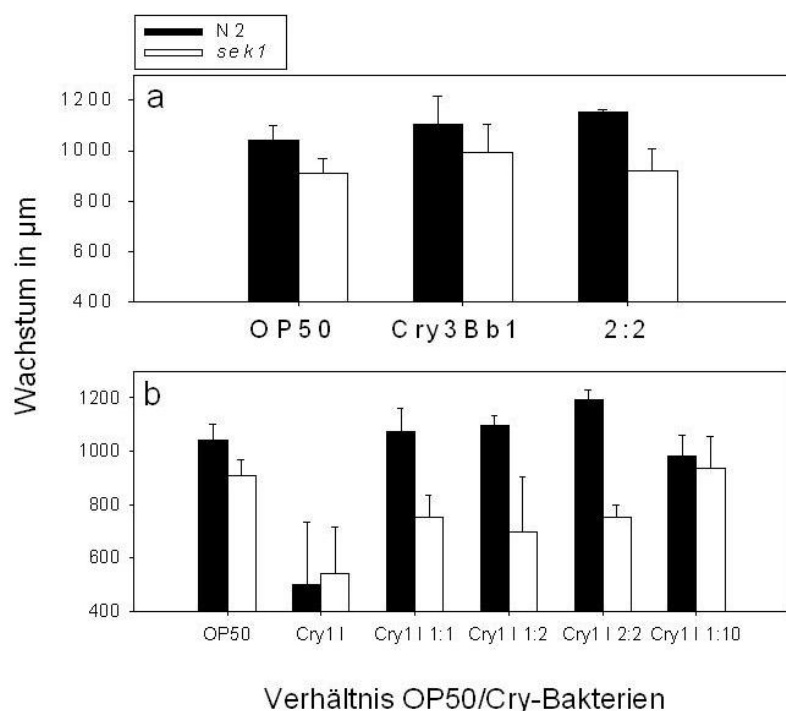 N2
sek1
a
1200
1000
800
600
400
OP50 Cry3Bb1 2:2
Wachstum in µm
b
1200
1000
800
600
400
OP50 Cry1I Cry1I 1:1 Cry1I 1:2 Cry1I 2:2 Cry1I 1:10
Verhältnis OP50/Cry-Bakterien